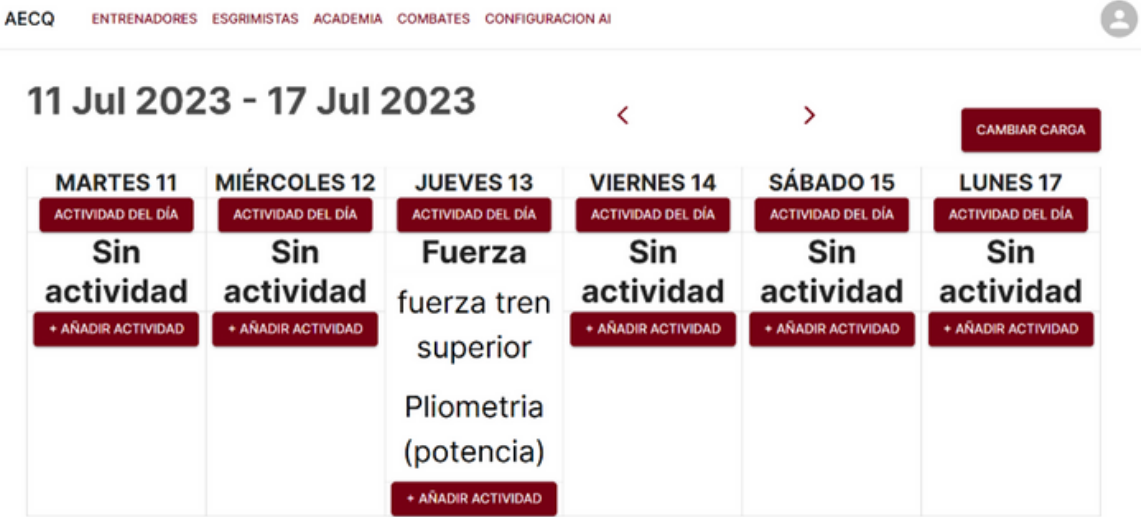 AECQ ENTRENADORES ESGRIMISTAS ACADEMIA COMBATES CONFIGURACION AI
11 Jul 2023 - 17 Jul 2023
CAMBIAR CARGA
MARTES 11 MIÉRCOLES 12 JUEVES 13 VIERNES 14 SÁBADO 15 LUNES 17
ACTIVIDAD DEL DÍA ACTIVIDAD DEL DÍA ACTIVIDAD DEL DÍA ACTIVIDAD DEL DÍA ACTIVIDAD DEL DÍA ACTIVIDAD DEL DÍA
Sin Sin Fuerza Sin Sin Sin
actividad actividad actividad actividad actividad
fuerza tren
+ AÑADIR ACTIVIDAD + AÑADIR ACTIVIDAD + AÑADIR ACTIVIDAD + AÑADIR ACTIVIDAD + AÑADIR ACTIVIDAD
superior
Pliometria
(potencia)
+ AÑADIR ACTIVIDAD